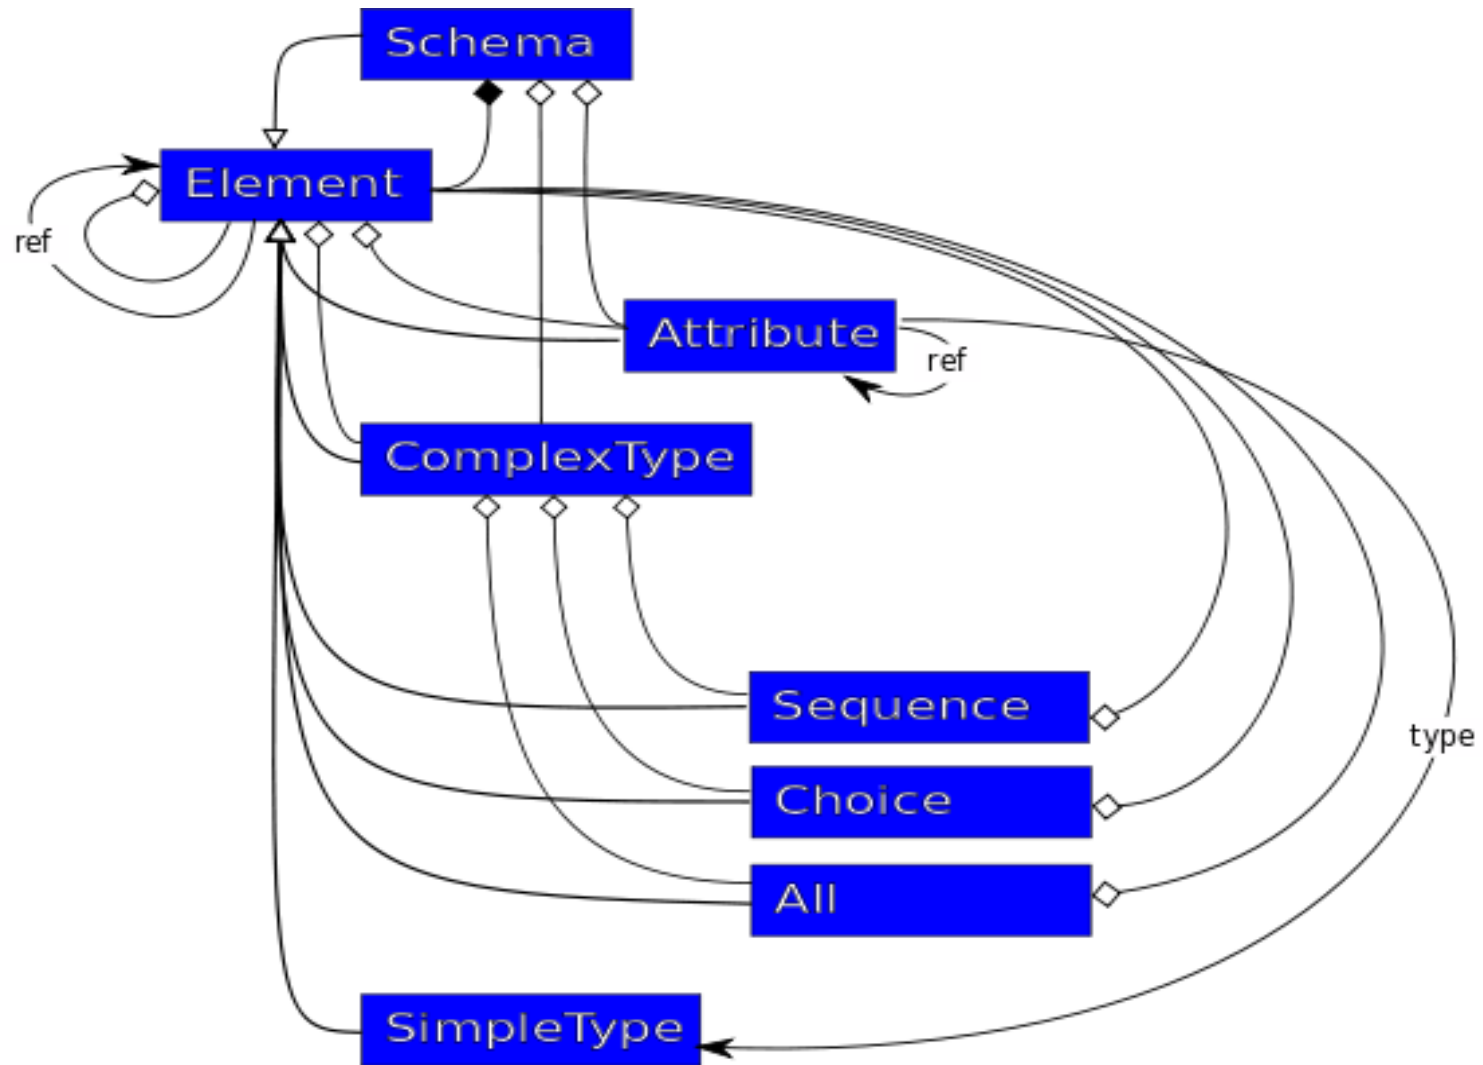 Schema
Element
ref
Attribute
ref
ComplexType
Sequence
type
Choice
All
SimpleType